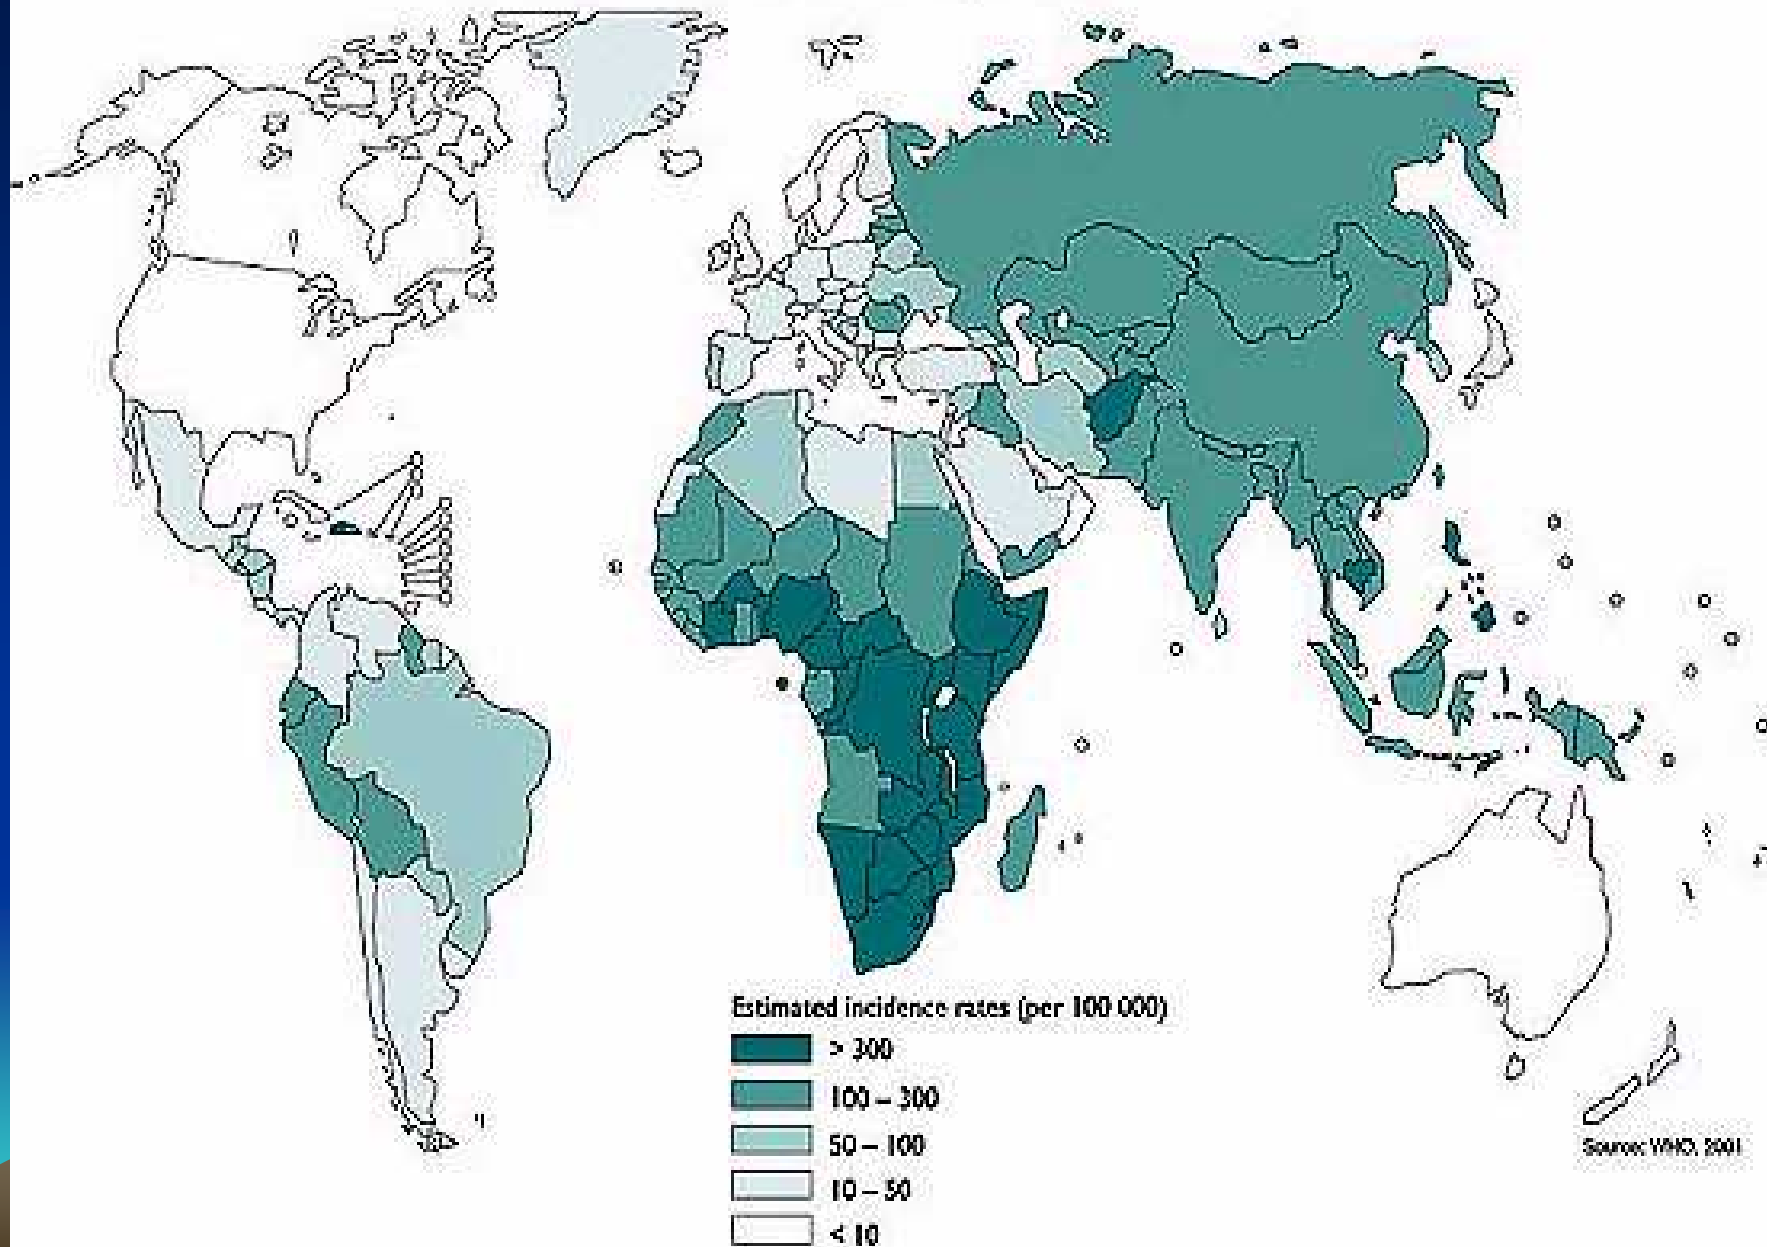 Estimated incidence rates (per 100 000)
> 300
100 – 300
50 – 100
10 – 50
< 10
Source: WHO, 2001